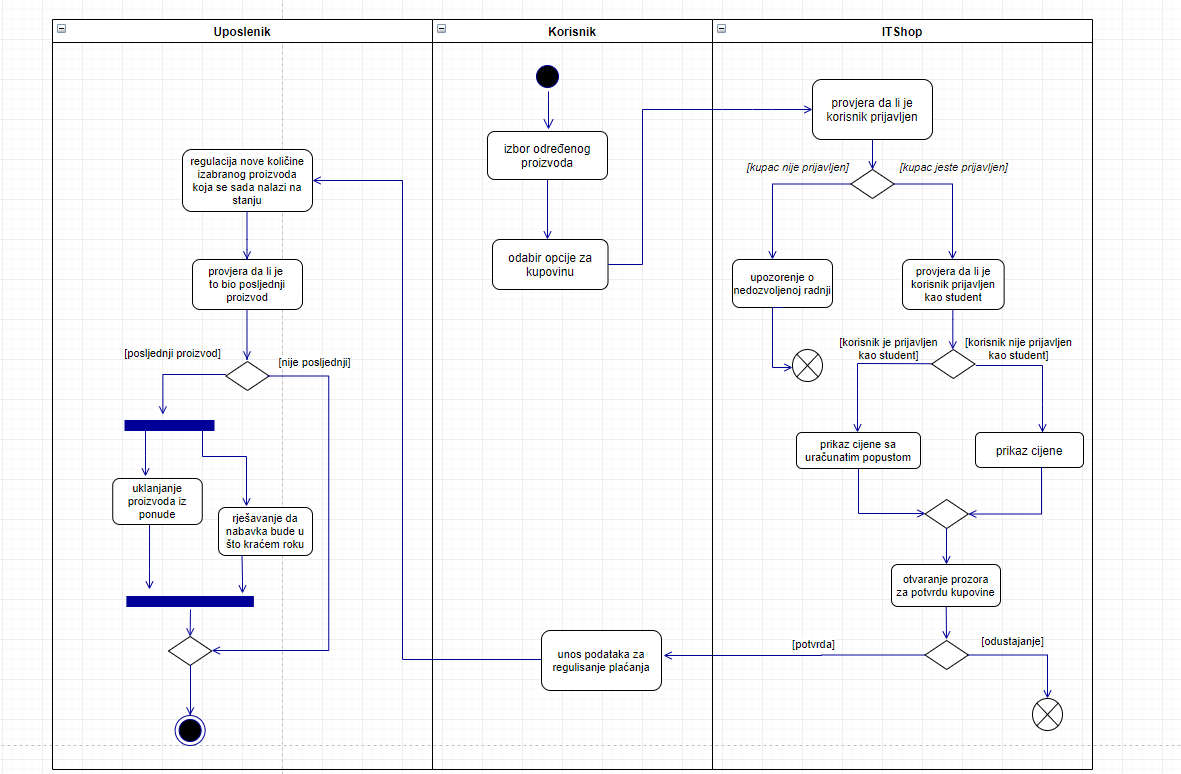 Uposlenik
Korisnik
ITShop
regulacija nove količine
izabranog proizvoda
koja se sada nalazi na
stanju
provjera da li je
to bio posljednji
proizvod
[posljednji proizvod]
[nije posljednji]
uklanjanje
proizvoda iz
ponude
rješavanje da
nabavka bude u
što kraćem roku
izbor određenog
proizvoda
odabir opcije za
kupovinu
unos podataka za
regulisanje plaćanja
provjera da li je
korisnik prijavljen
[kupac nije prijavljen]
[kupac jeste prijavljen]
upozorenje o
nedozvoljenoj radnji
provjera da li je
korisnik prijavljen
kao student
[korisnik je prijavljen
kao student]
[korisnik nije prijavljen
kao student]
prikaz cijene sa
uračunatim popustom
prikaz cijene
otvaranje prozora
za potvrdu kupovine
[potvrda]
[odustajanje]